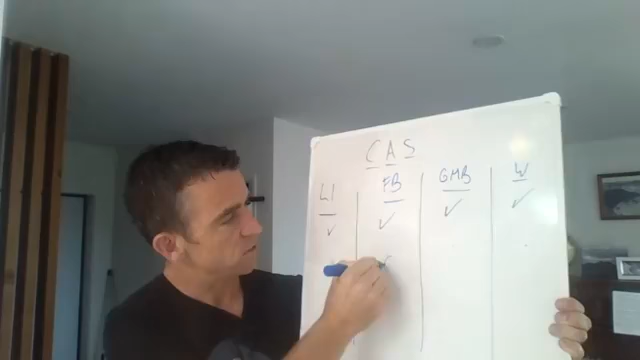 CAS
LI FB GMB W
✓ ✓ ✓ ✓